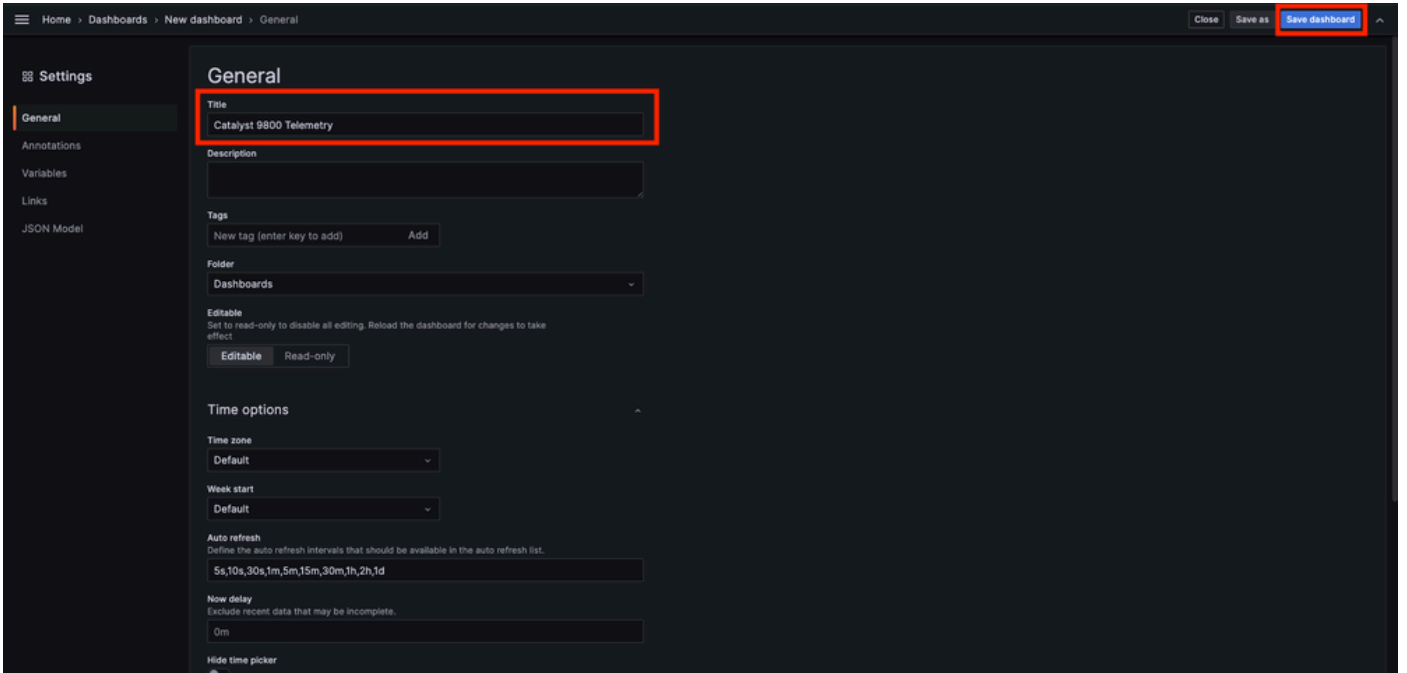 Home › Dashboards › New dashboard › General
Close Save as Save dashboard
Settings
General
Annotations
Variables
Links
JSON Model
General
Title
Catalyst 9800 Telemetry
Description
Tags
New tag (enter key to add) Add
Folder
Dashboards
Editable
Set to read-only to disable all editing. Reload the dashboard for changes to take
effect
Editable Read-only
Time options
Time zone
Default
Week start
Default
Auto refresh
Define the auto refresh intervals that should be available in the auto refresh list.
5s,10s,30s,1m,5m,15m,30m,1h,2h,1d
Now delay
Exclude recent data that may be incomplete.
0m
Hide time picker